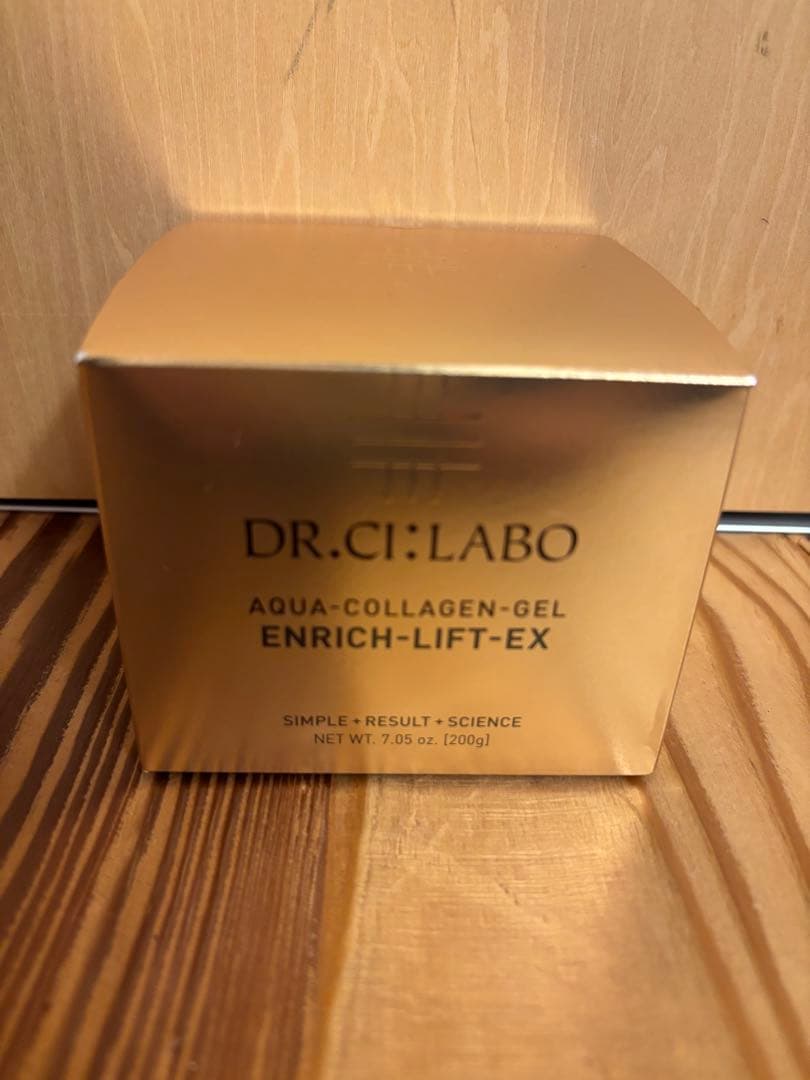 DR.CI:LABO
AQUA-COLLAGEN-GEL
ENRICH-LIFT-EX
SIMPLE + RESULT + SCIENCE
NET WT. 7.05 oz. [200g]